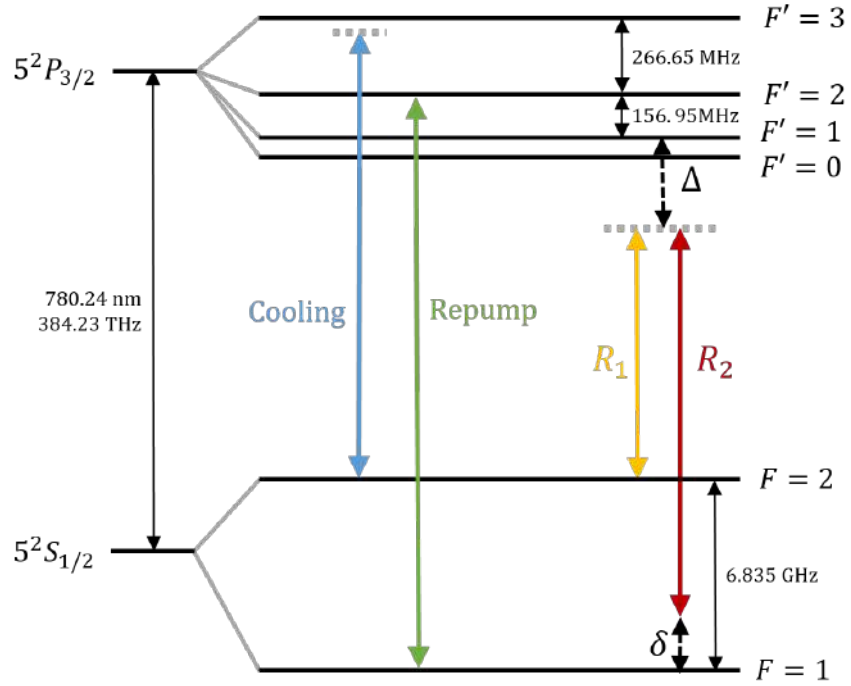 F′ = 3
5²P₃/₂
266.65 MHz
F′ = 2
156.95MHz
F′ = 1
F′ = 0
Δ
780.24 nm
384.23 THz
Cooling
Repump
R₁
R₂
F = 2
5²S₁/₂
6.835 GHz
δ
F = 1